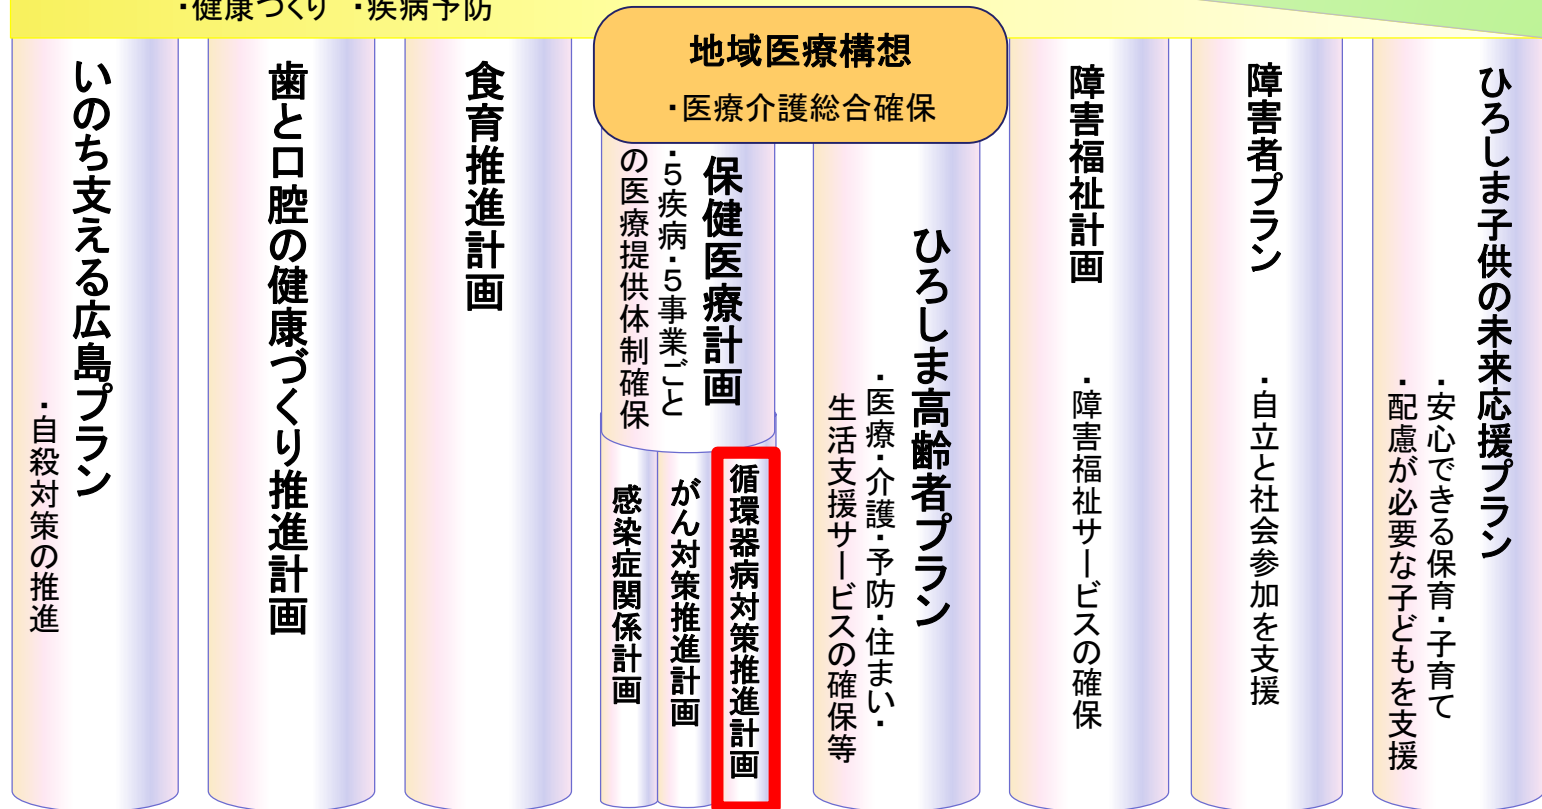 ・健康づくり ・疾病予防
地域医療構想
・医療介護総合確保
いのち支える広島プラン
・自殺対策の推進
歯と口腔の健康づくり推進計画
食育推進計画
保健医療計画
・５疾病・５事業ごと
の医療提供体制確保
感染症関係計画
がん対策推進計画
循環器病対策推進計画
ひろしま高齢者プラン
・医療・介護・予防・住まい・
生活支援サービスの確保等
障害福祉計画
・障害福祉サービスの確保
障害者プラン
・自立と社会参加を支援
ひろしま子供の未来応援プラン
・安心できる保育・子育て
・配慮が必要な子どもを支援